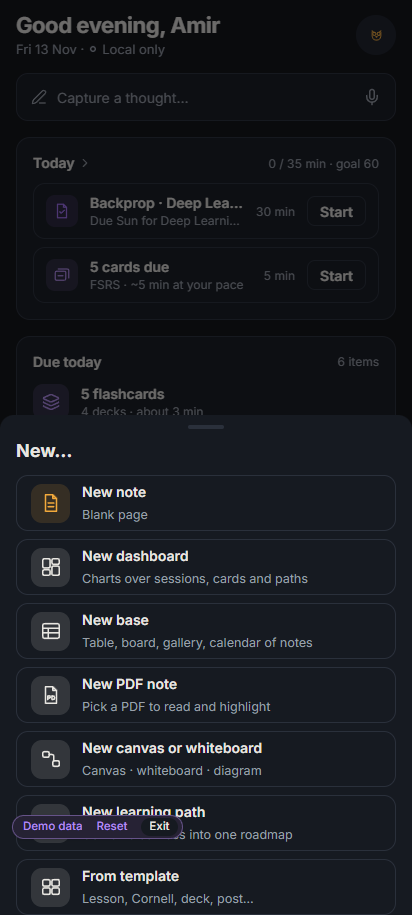 Good evening, Amir
Fri 13 Nov · Local only
Capture a thought...
Today
0 / 35 min · goal 60
Backprop · Deep Lea...
30 min
Start
Due Sun for Deep Learni...
5 cards due
5 min
Start
FSRS · ~5 min at your pace
Due today
6 items
5 flashcards
4 decks · about 3 min
New...
New note
Blank page
New dashboard
Charts over sessions, cards and paths
New base
Table, board, gallery, calendar of notes
New PDF note
Pick a PDF to read and highlight
New canvas or whiteboard
Canvas · whiteboard · diagram
New learning path
Demo data Reset Exit
into one roadmap
From template
Lesson, Cornell, deck, post...